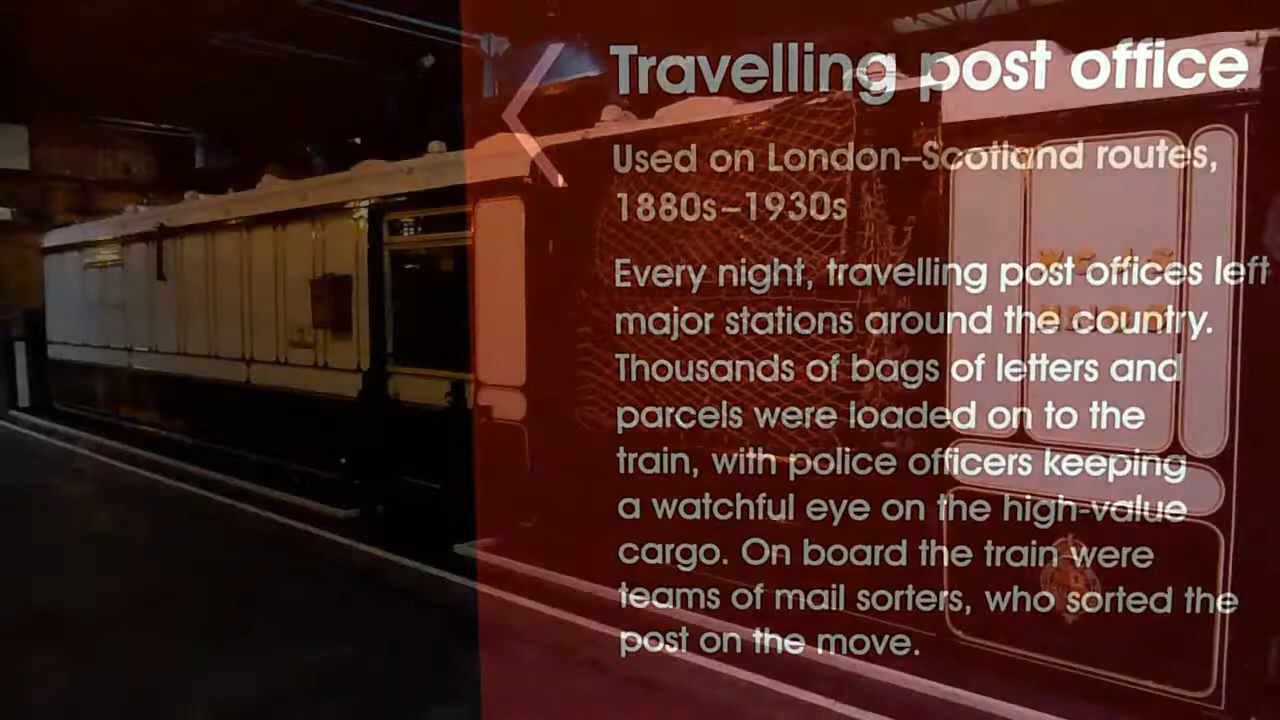 Travelling post office
Used on London–Scotland routes,
1880s–1930s
Every night, travelling post offices left
major stations around the country.
Thousands of bags of letters and
parcels were loaded on to the
train, with police officers keeping
a watchful eye on the high-value
cargo. On board the train were
teams of mail sorters, who sorted the
post on the move.